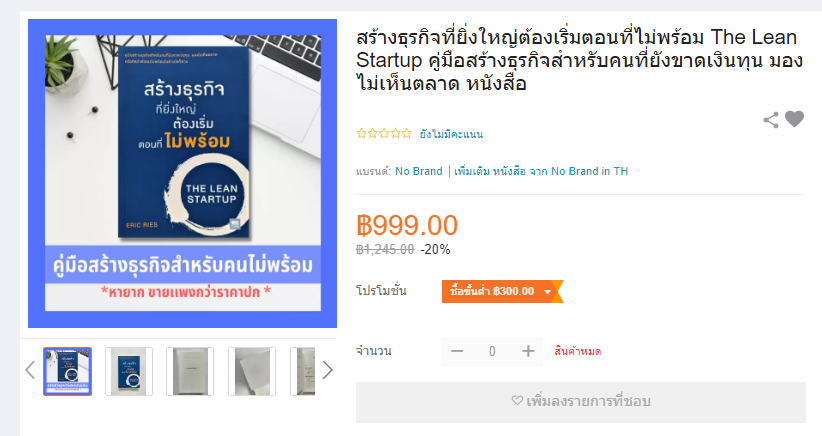 สร้างธุรกิจ
ที่ยิ่งใหญ่
ต้องเริ่ม
ตอนที่ ไม่พร้อม
THE LEAN
STARTUP
ERIC RIES
คู่มือสร้างธุรกิจสำหรับคนไม่พร้อม
*หายาก ขายแพงกว่าราคาปก *
สร้างธุรกิจที่ยิ่งใหญ่ต้องเริ่มตอนที่ไม่พร้อม The Lean
Startup คู่มือสร้างธุรกิจสำหรับคนที่ยังขาดเงินทุน มอง
ไม่เห็นตลาด หนังสือ
ยังไม่มีคะแนน
แบรนด์: No Brand | เพิ่มเติม หนังสือ จาก No Brand in TH
฿999.00
฿1,245.00 -20%
โปรโมชั่น ซื้อขั้นต่ำ ฿300.00
จำนวน 0 สินค้าหมด
เพิ่มลงรายการที่ชอบ